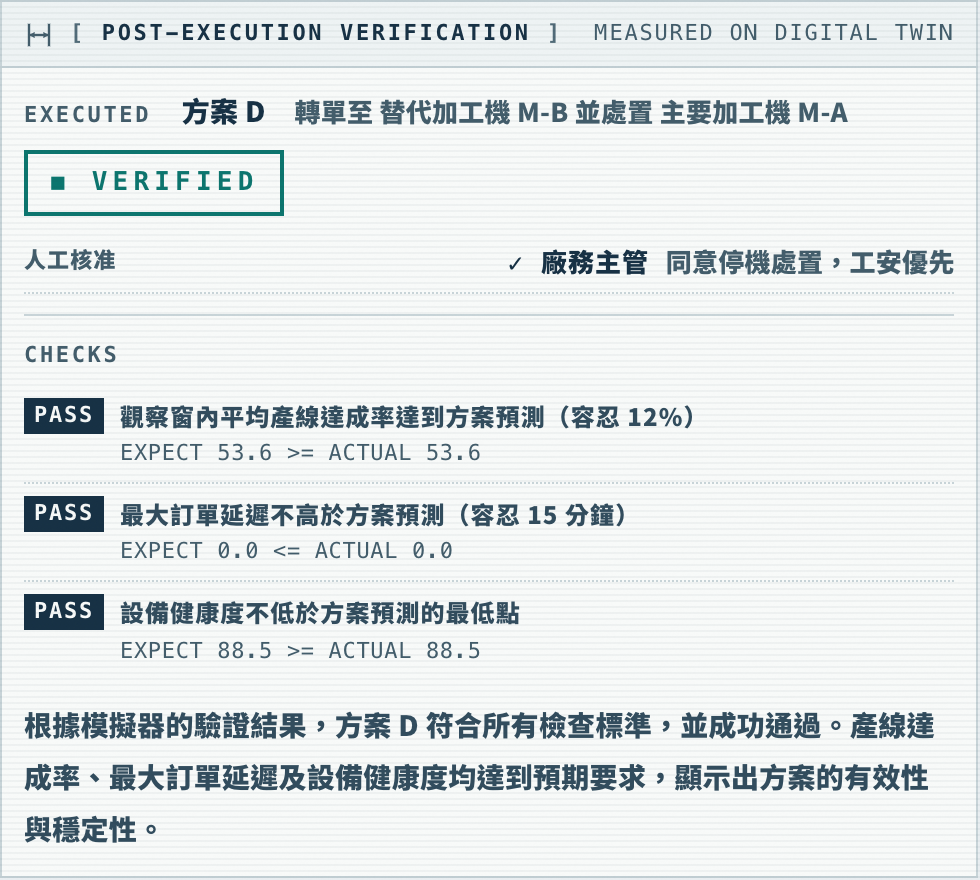 [ POST-EXECUTION VERIFICATION ] MEASURED ON DIGITAL TWIN
EXECUTED 方案 D 轉單至 替代加工機 M-B 並處置 主要加工機 M-A
■ VERIFIED
人工核准 ✓ 廠務主管 同意停機處置，工安優先
CHECKS
PASS 觀察窗內平均產線達成率達到方案預測（容忍 12%）
EXPECT 53.6 >= ACTUAL 53.6
PASS 最大訂單延遲不高於方案預測（容忍 15 分鐘）
EXPECT 0.0 <= ACTUAL 0.0
PASS 設備健康度不低於方案預測的最低點
EXPECT 88.5 >= ACTUAL 88.5
根據模擬器的驗證結果，方案 D 符合所有檢查標準，並成功通過。產線達
成率、最大訂單延遲及設備健康度均達到預期要求，顯示出方案的有效性
與穩定性。